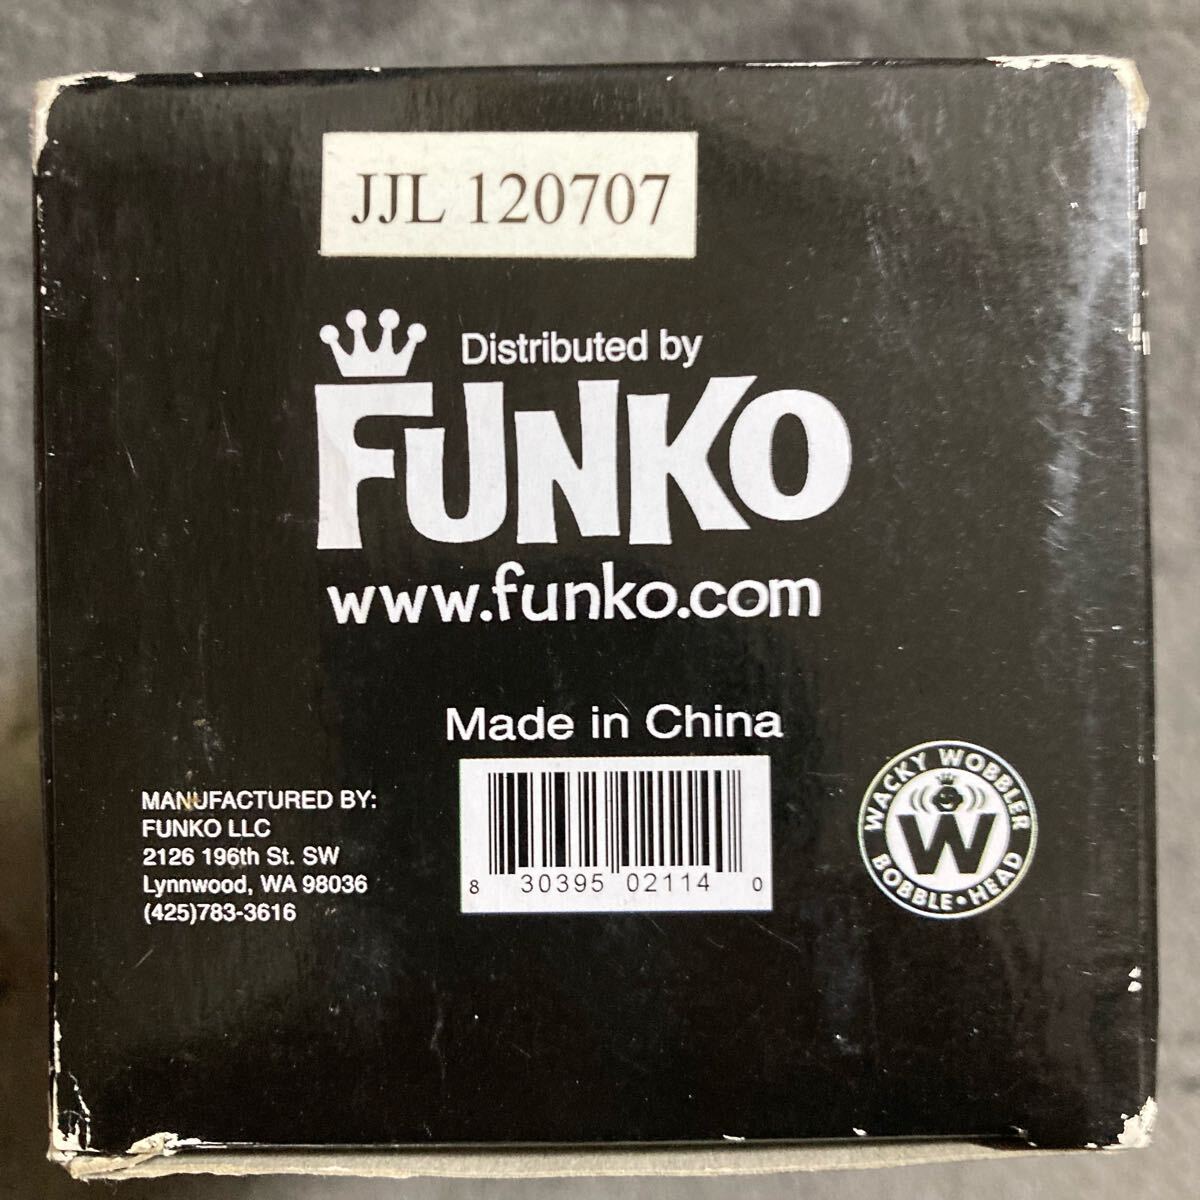 JJL 120707
Distributed by
FUNKO
www.funko.com
Made in China
MANUFACTURED BY:
FUNKO LLC
2126 196th St. SW
Lynnwood, WA 98036
(425)783-3616
8 30395 02114 0
WACKY WOBBLER
W
BOBBLE•HEAD